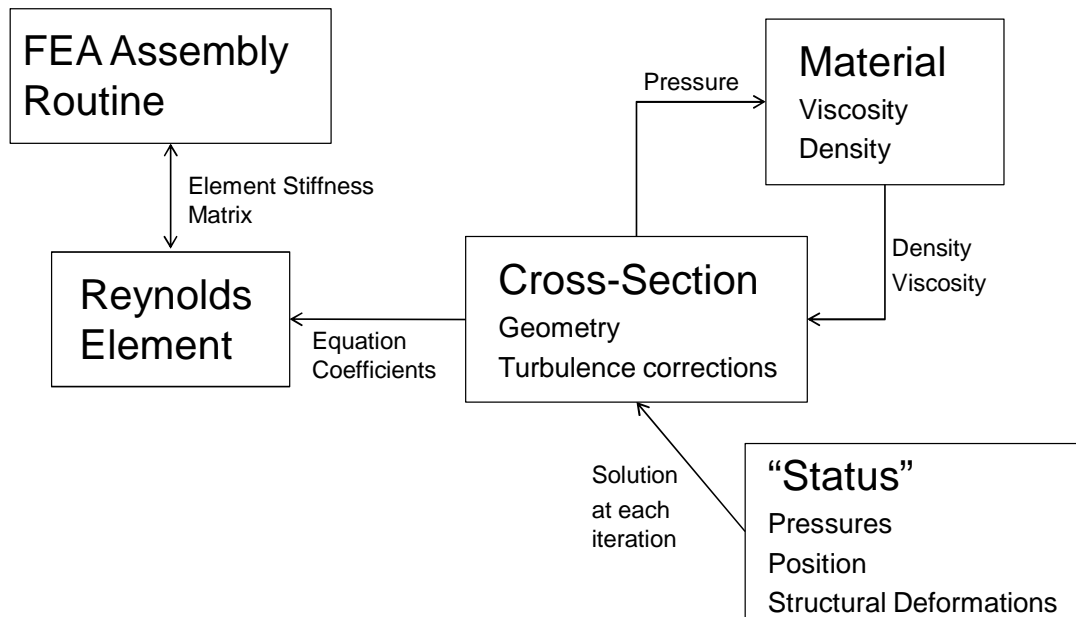 FEA Assembly
Routine
Element Stiffness
Matrix
Reynolds
Element
Equation
Coefficients
Cross-Section
Geometry
Turbulence corrections
Pressure
Material
Viscosity
Density
Density
Viscosity
Solution
at each
iteration
“Status”
Pressures
Position
Structural Deformations